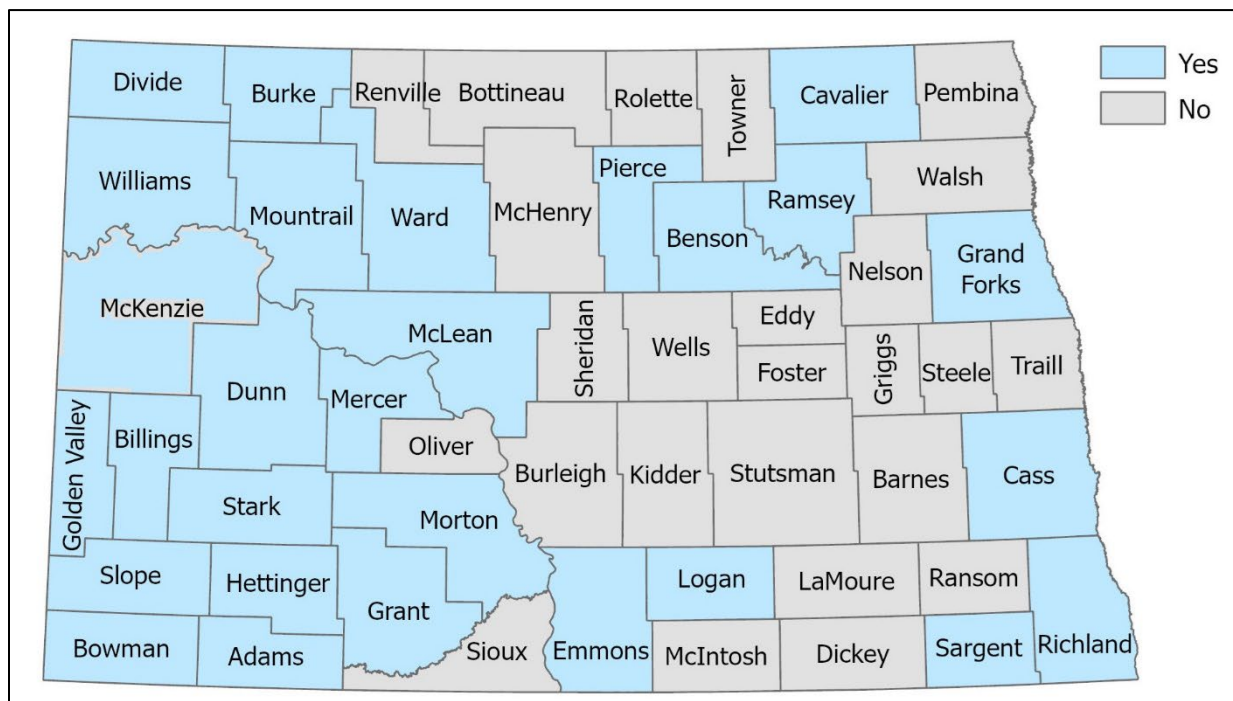 Divide
Burke
Renville
Bottineau
Rolette
Towner
Cavalier
Pembina
Yes
No
Williams
Mountrail
Ward
McHenry
Pierce
Benson
Ramsey
Walsh
Nelson
Grand
Forks
McKenzie
McLean
Sheridan
Wells
Eddy
Foster
Griggs
Steele
Traill
Dunn
Mercer
Oliver
Golden Valley
Billings
Burleigh
Kidder
Stutsman
Barnes
Cass
Stark
Morton
Slope
Hettinger
Grant
Logan
LaMoure
Ransom
Bowman
Adams
Sioux
Emmons
McIntosh
Dickey
Sargent
Richland